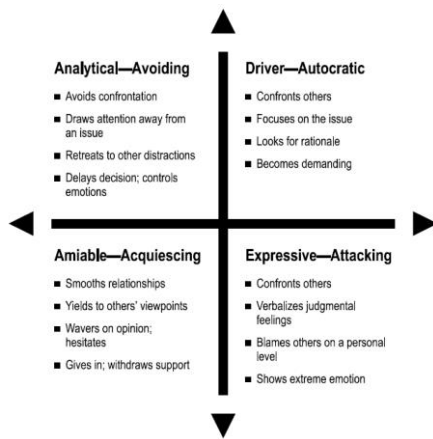 Analytical—Avoiding
■ Avoids confrontation
■ Draws attention away from
an issue
■ Retreats to other distractions
■ Delays decision; controls
emotions
Driver—Autocratic
■ Confronts others
■ Focuses on the issue
■ Looks for rationale
■ Becomes demanding
Amiable—Acquiescing
■ Smooths relationships
■ Yields to others' viewpoints
■ Wavers on opinion;
hesitates
■ Gives in; withdraws support
Expressive—Attacking
■ Confronts others
■ Verbalizes judgmental
feelings
■ Blames others on a personal
level
■ Shows extreme emotion